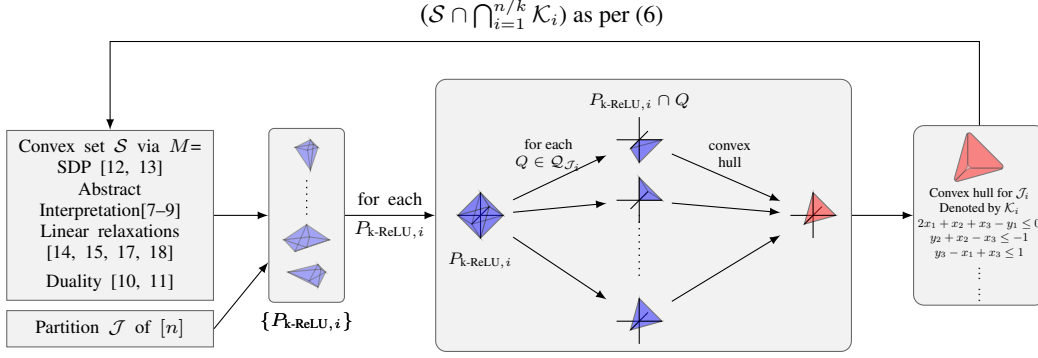 (𝒮 ∩ ⋂_{i=1}^{n/k} 𝒦_i) as per (6)
Convex set 𝒮 via M=
SDP [12, 13]
Abstract
Interpretation[7–9]
Linear relaxations
[14, 15, 17, 18]
Duality [10, 11]
Partition 𝒥 of [n]
{P_{k-ReLU, i}}
for each
P_{k-ReLU, i}
P_{k-ReLU, i}
for each
Q ∈ 𝒬_{𝒥_i}
P_{k-ReLU, i} ∩ Q
convex
hull
Convex hull for 𝒥_i
Denoted by 𝒦_i
2x_1 + x_2 + x_3 − y_1 ≤ 0
y_2 + x_2 − x_3 ≤ −1
y_3 − x_1 + x_3 ≤ 1